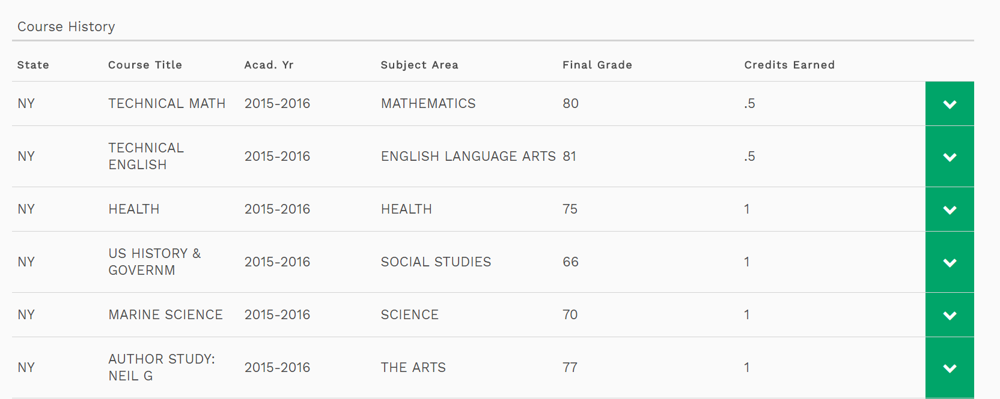 Course History
State Course Title Acad. Yr Subject Area Final Grade Credits Earned
NY TECHNICAL MATH 2015-2016 MATHEMATICS 80 .5
NY TECHNICAL ENGLISH 2015-2016 ENGLISH LANGUAGE ARTS 81 .5
NY HEALTH 2015-2016 HEALTH 75 1
NY US HISTORY & GOVERNM 2015-2016 SOCIAL STUDIES 66 1
NY MARINE SCIENCE 2015-2016 SCIENCE 70 1
NY AUTHOR STUDY: NEIL G 2015-2016 THE ARTS 77 1